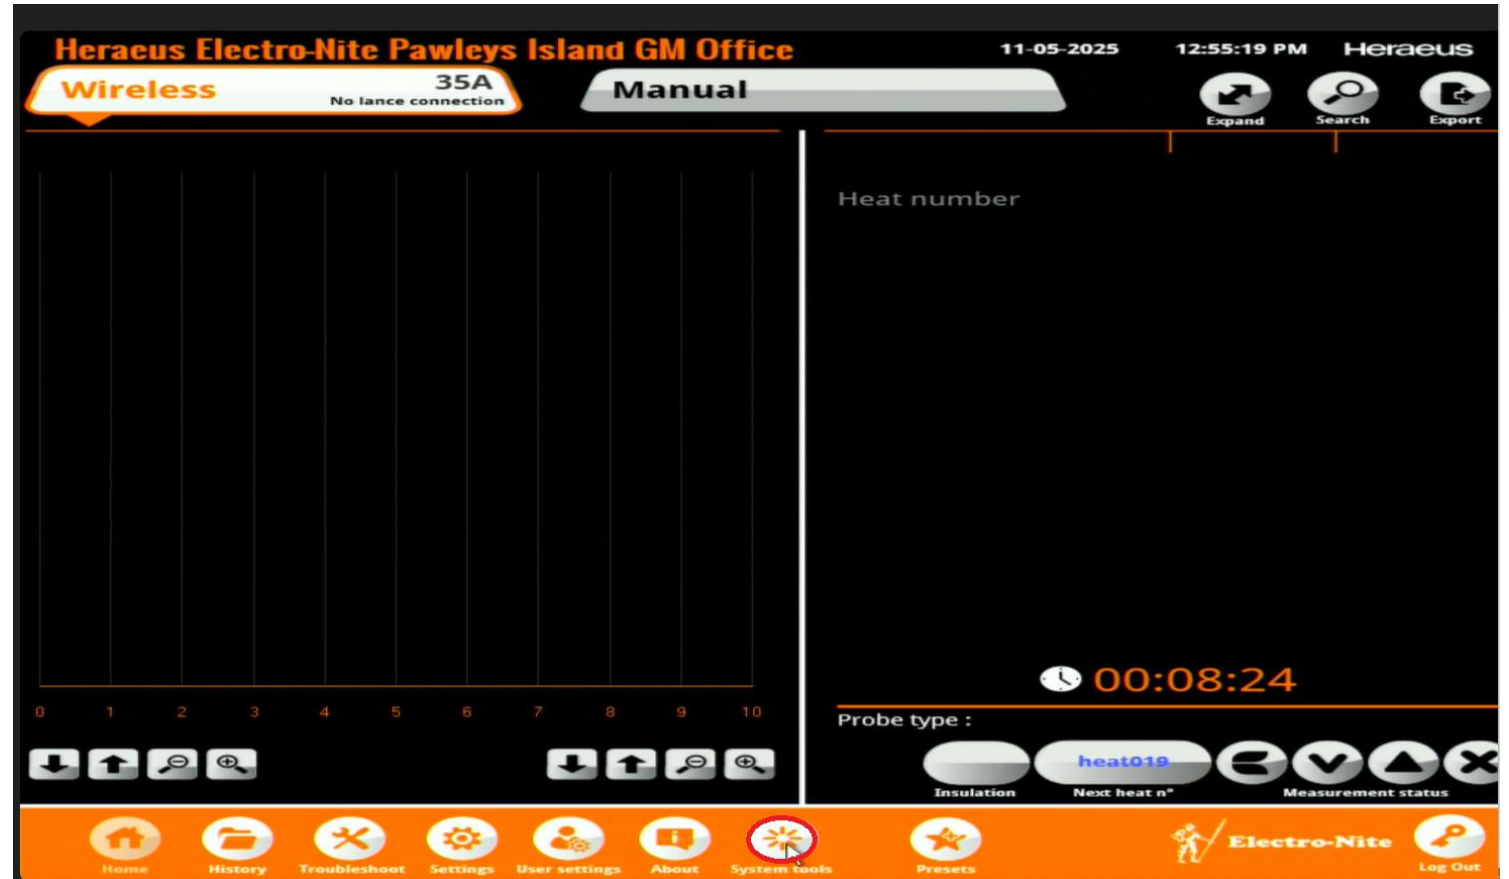 Heraeus Electro-Nite Pawleys Island GM Office
11-05-2025
12:55:19 PM
Heraeus
Wireless
35A
No lance connection
Manual
Expand
Search
Export
Heat number
00:08:24
0 1 2 3 4 5 6 7 8 9 10
Probe type :
heat019
Insulation
Next heat n°
Measurement status
Home
History
Troubleshoot
Settings
User settings
About
System tools
Presets
Electro-Nite
Log Out